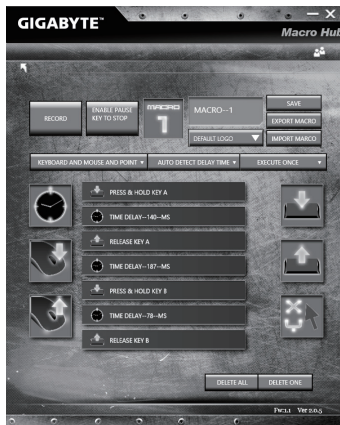 GIGABYTE™
Macro Hub
RECORD
ENABLE PAUSE
KEY TO STOP
MACRO
1
MACRO--1
DEFAULT LOGO
SAVE
EXPORT MACRO
IMPORT MARCO
KEYBOARD AND MOUSE AND POINT
AUTO DETECT DELAY TIME
EXECUTE ONCE
PRESS & HOLD KEY A
TIME DELAY--140--MS
RELEASE KEY A
TIME DELAY--187--MS
PRESS & HOLD KEY B
TIME DELAY--78--MS
RELEASE KEY B
DELETE ALL
DELETE ONE
Fw:1.1 Ver 2.0.5